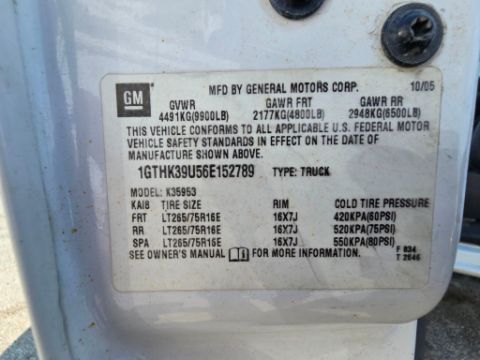 GM
MFD BY GENERAL MOTORS CORP. 10/05
GVWR GAWR FRT GAWR RR
4491KG(9900LB) 2177KG(4800LB) 2948KG(6500LB)
THIS VEHICLE CONFORMS TO ALL APPLICABLE U.S. FEDERAL MOTOR
VEHICLE SAFETY STANDARDS IN EFFECT ON THE DATE OF
MANUFACTURE SHOWN ABOVE.
1GTHK39U56E152789 TYPE: TRUCK
MODEL: K35953
KAIB TIRE SIZE RIM COLD TIRE PRESSURE
FRT LT265/75R16E 16X7J 420KPA(60PSI)
RR LT265/75R16E 16X7J 520KPA(75PSI)
SPA LT265/75R16E 16X7J 550KPA(80PSI)
SEE OWNER'S MANUAL FOR MORE INFORMATION. F 834
T 2646